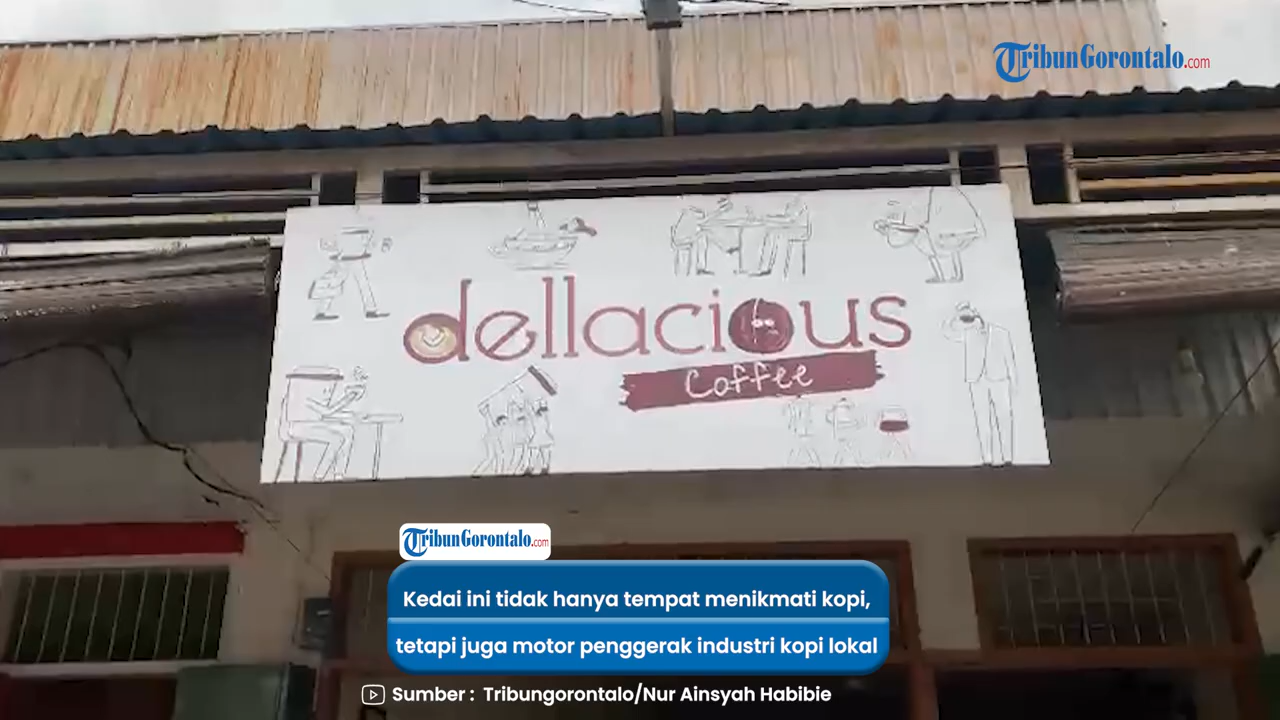 TribunGorontalo.com
dellacious
Coffee
TribunGorontalo.com
Kedai ini tidak hanya tempat menikmati kopi,
tetapi juga motor penggerak industri kopi lokal
Sumber : Tribungorontalo/Nur Ainsyah Habibie